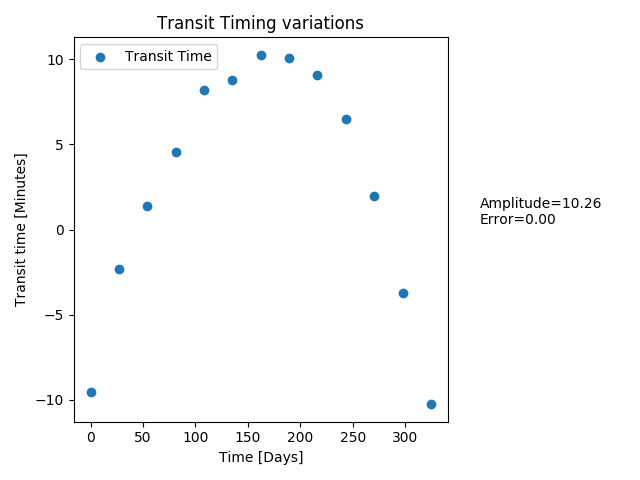 Transit Timing variations
Transit Time
10
5
0
−5
−10
Transit time [Minutes]
0 50 100 150 200 250 300
Time [Days]
Amplitude=10.26
Error=0.00